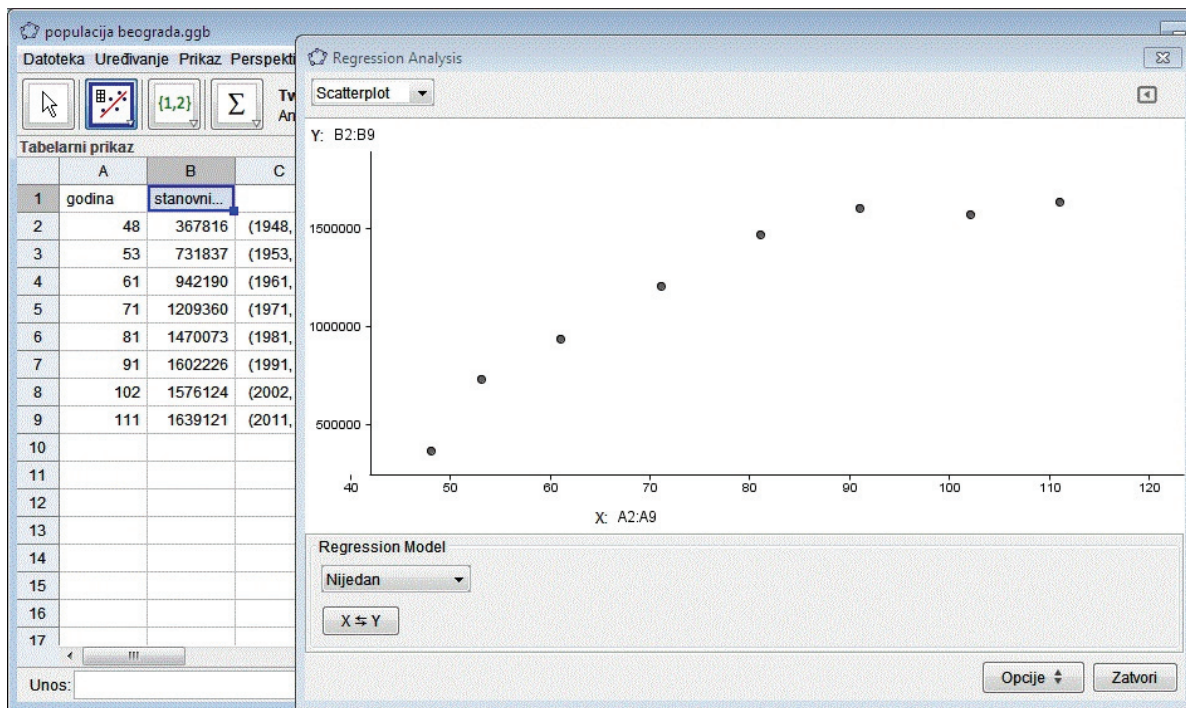 populacija beograda.ggb
Datoteka Uređivanje Prikaz Perspekti
{1,2} Σ Tw
An
Tabelarni prikaz
A B C
1 godina stanovni...
2 48 367816 (1948,
3 53 731837 (1953,
4 61 942190 (1961,
5 71 1209360 (1971,
6 81 1470073 (1981,
7 91 1602226 (1991,
8 102 1576124 (2002,
9 111 1639121 (2011,
10
11
12
13
14
15
16
17
Unos:
Regression Analysis
Scatterplot
Y: B2:B9
1500000
1000000
500000
40 50 60 70 80 90 100 110 120
X: A2:A9
Regression Model
Nijedan
X ⇆ Y
Opcije Zatvori